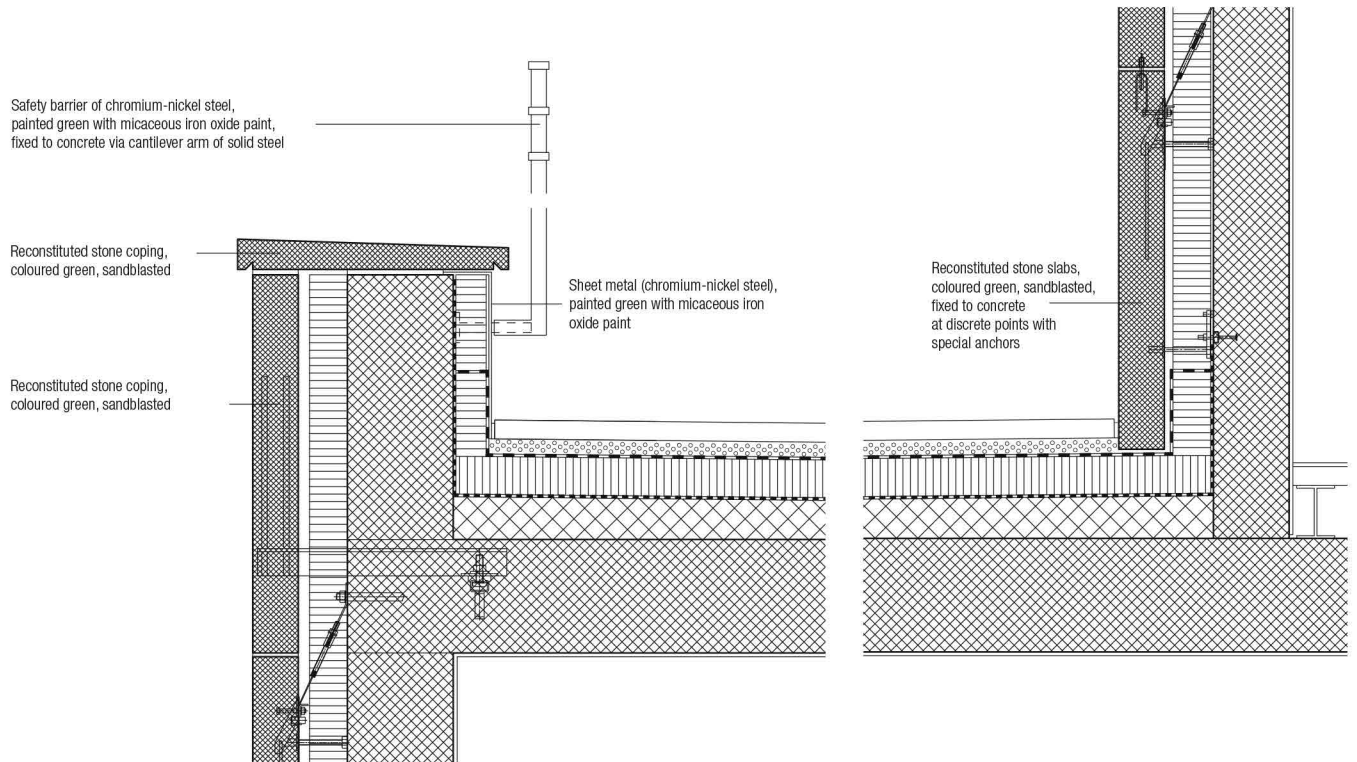 Safety barrier of chromium-nickel steel,
painted green with micaceous iron oxide paint,
fixed to concrete via cantilever arm of solid steel
Reconstituted stone coping,
coloured green, sandblasted
Sheet metal (chromium-nickel steel),
painted green with micaceous iron
oxide paint
Reconstituted stone slabs,
coloured green, sandblasted,
fixed to concrete
at discrete points with
special anchors
Reconstituted stone coping,
coloured green, sandblasted